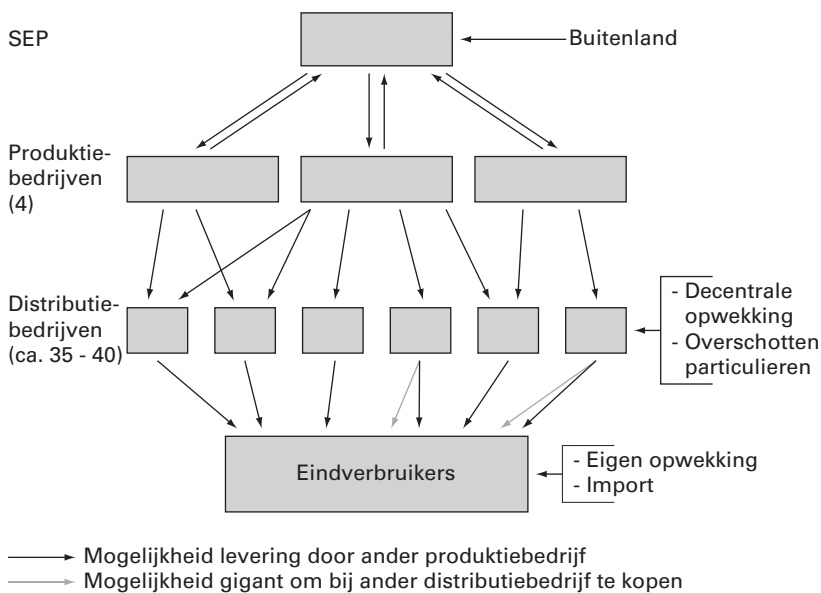 SEP
Buitenland
Produktie-
bedrijven
(4)
Distributie-
bedrijven
(ca. 35 - 40)
- Decentrale
opwekking
- Overschotten
particulieren
Eindverbruikers
- Eigen opwekking
- Import
Mogelijkheid levering door ander produktiebedrijf
Mogelijkheid gigant om bij ander distributiebedrijf te kopen